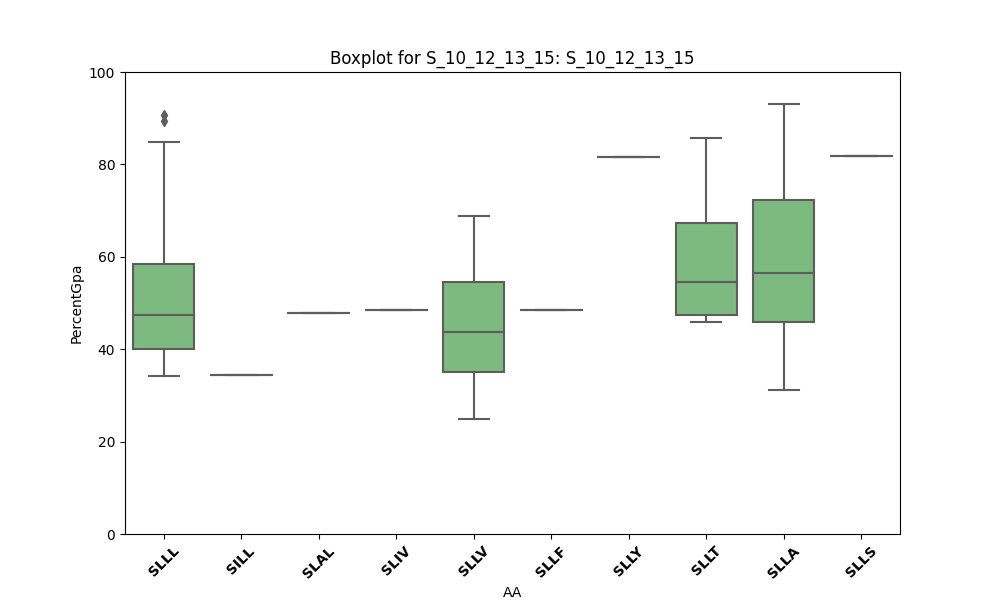 Boxplot for S_10_12_13_15: S_10_12_13_15
100
80
60
40
20
0
PercentGpa
SLLL SILL SLAL SLIV SLLV SLLF SLLY SLLT SLLA SLLS
AA